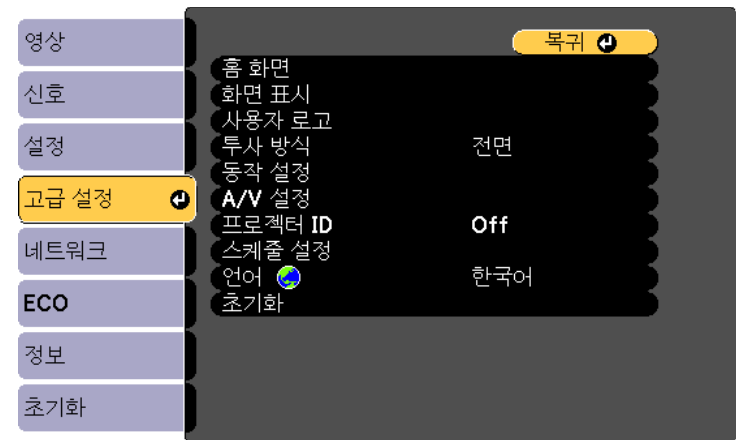 영상
신호
설정
고급 설정
네트워크
ECO
정보
초기화
복귀
홈 화면
화면 표시
사용자 로고
투사 방식 전면
동작 설정
A/V 설정
프로젝터 ID Off
스케줄 설정
언어 한국어
초기화